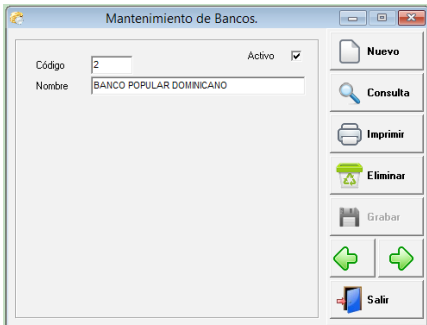 Mantenimiento de Bancos.
Código 2 Activo
Nombre BANCO POPULAR DOMINICANO
Nuevo
Consulta
Imprimir
Eliminar
Grabar
Salir